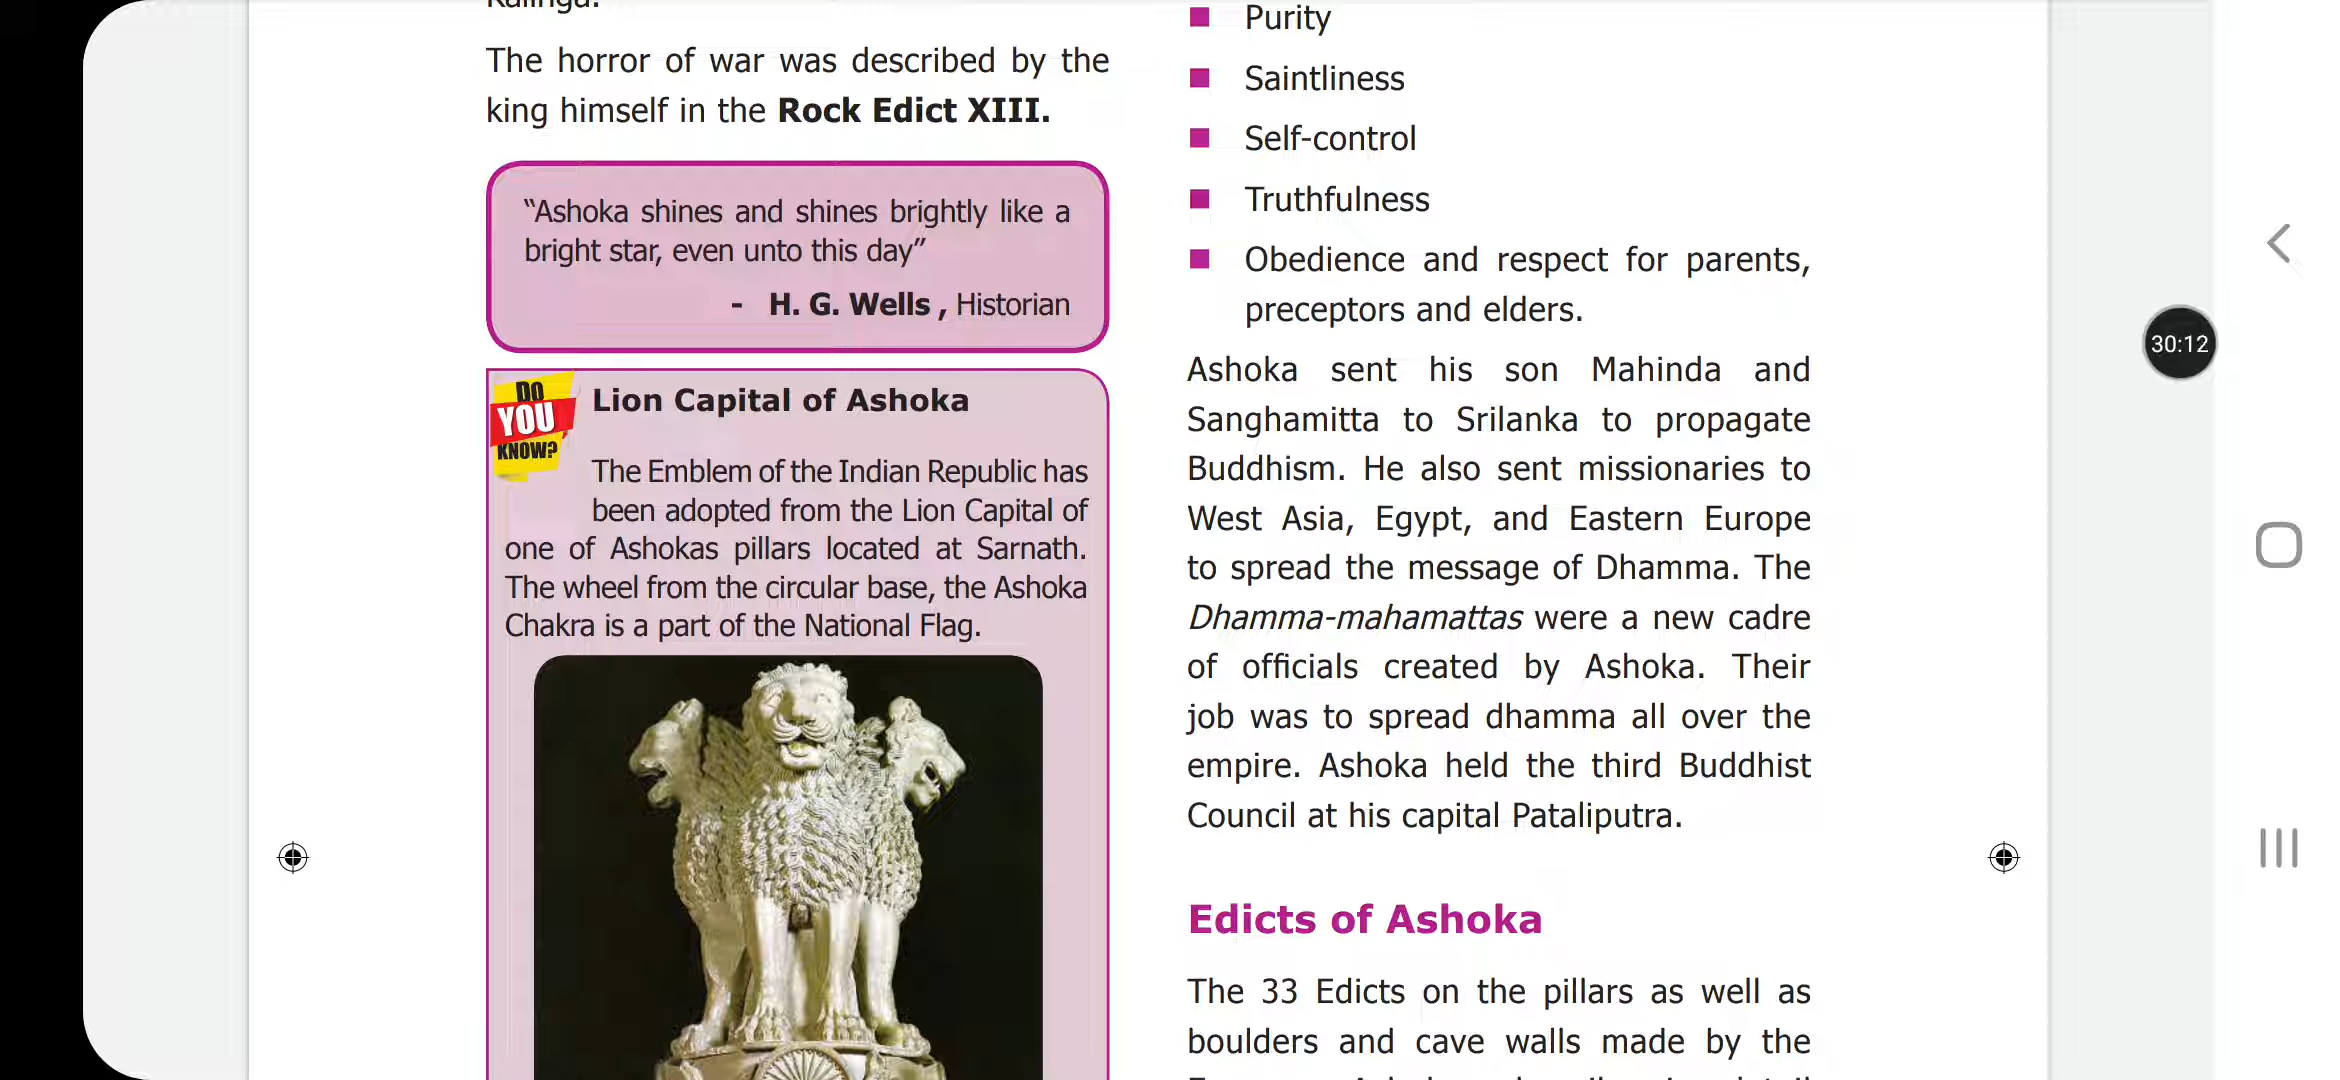 Kalinga.
The horror of war was described by the
king himself in the Rock Edict XIII.
“Ashoka shines and shines brightly like a
bright star, even unto this day”
- H. G. Wells , Historian
DO
YOU
KNOW?
Lion Capital of Ashoka
The Emblem of the Indian Republic has
been adopted from the Lion Capital of
one of Ashokas pillars located at Sarnath.
The wheel from the circular base, the Ashoka
Chakra is a part of the National Flag.
■ Purity
■ Saintliness
■ Self-control
■ Truthfulness
■ Obedience and respect for parents,
preceptors and elders.
Ashoka sent his son Mahinda and
Sanghamitta to Srilanka to propagate
Buddhism. He also sent missionaries to
West Asia, Egypt, and Eastern Europe
to spread the message of Dhamma. The
Dhamma-mahamattas were a new cadre
of officials created by Ashoka. Their
job was to spread dhamma all over the
empire. Ashoka held the third Buddhist
Council at his capital Pataliputra.
Edicts of Ashoka
The 33 Edicts on the pillars as well as
boulders and cave walls made by the
30:12